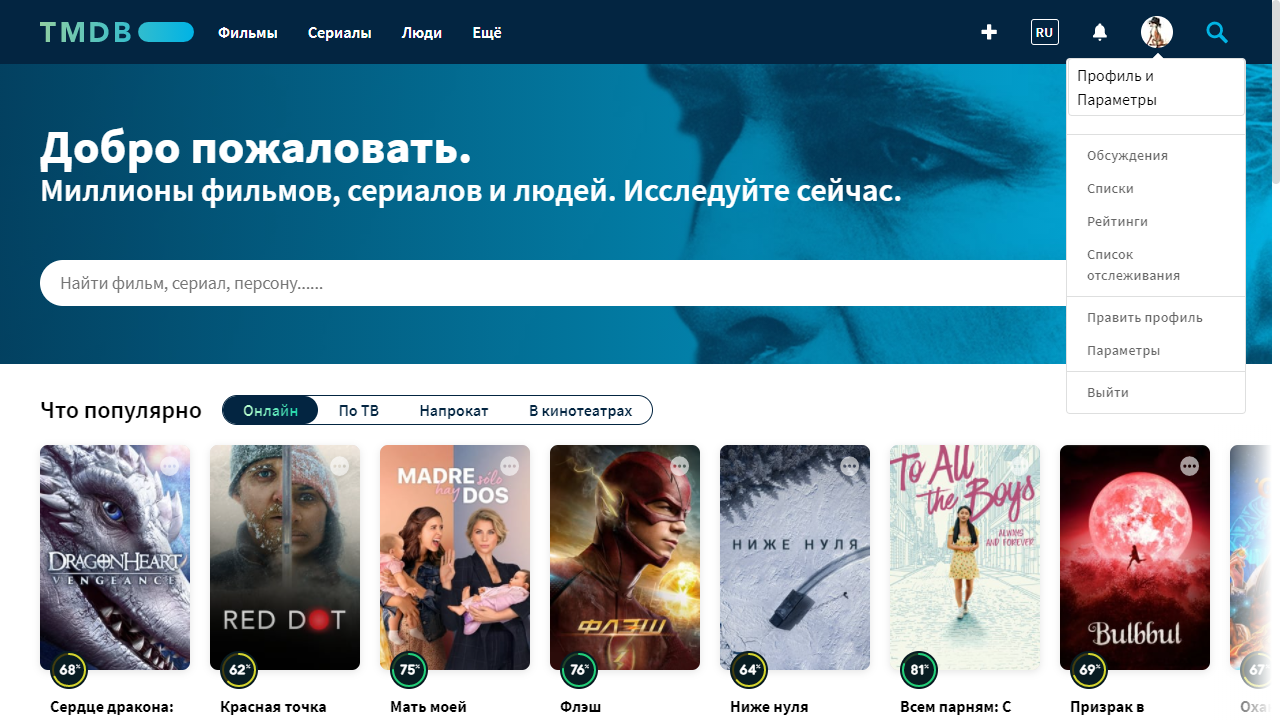 TMDB
Фильмы
Сериалы
Люди
Ещё
RU
Профиль и
Параметры
Обсуждения
Списки
Рейтинги
Список
отслеживания
Править профиль
Параметры
Выйти
Добро пожаловать.
Миллионы фильмов, сериалов и людей. Исследуйте сейчас.
Найти фильм, сериал, персону......
Что популярно
Онлайн
По ТВ
Напрокат
В кинотеатрах
DRAGONHEART
VENGEANCE
68%
Сердце дракона:
RED DOT
62%
Красная точка
MADRE sólo
hay DOS
75%
Мать моей
ФЛЭШ
76%
Флэш
НИЖЕ НУЛЯ
64%
Ниже нуля
To All
the Boys
ALWAYS
AND FOREVER
81%
Всем парням: С
Bulbbul
69%
Призрак в
67
Оха